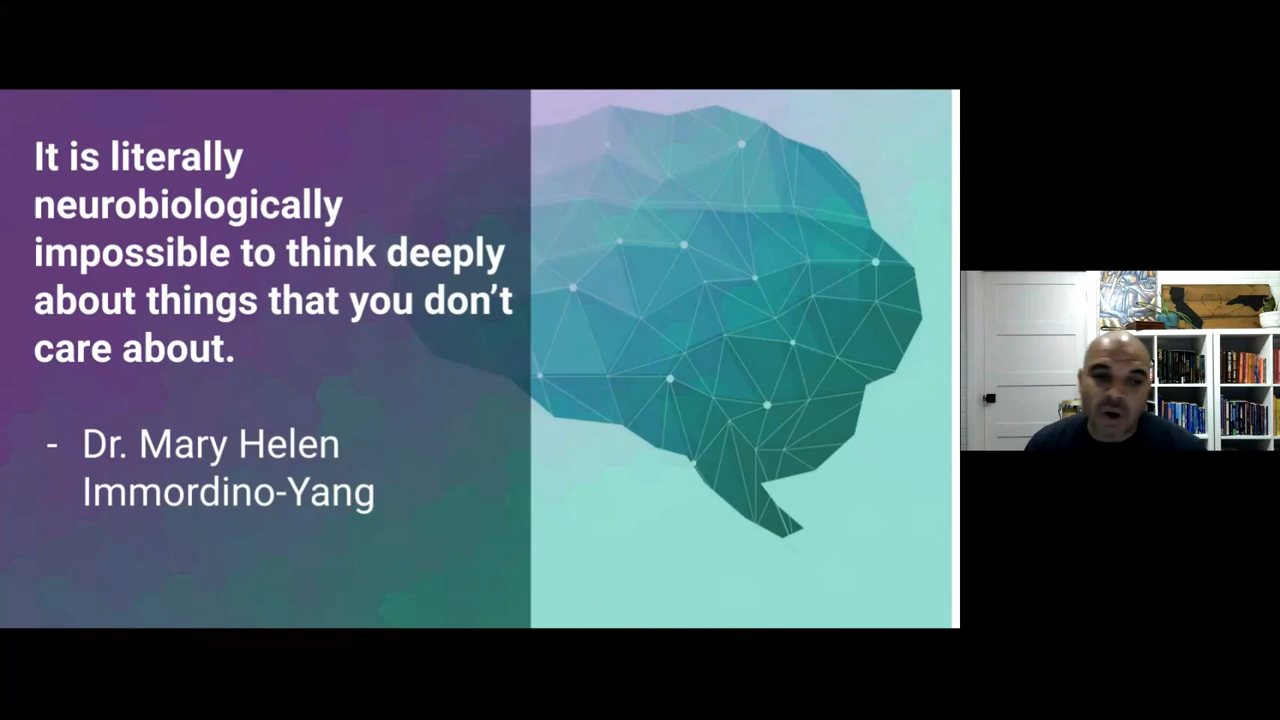 It is literally
neurobiologically
impossible to think deeply
about things that you don’t
care about.
- Dr. Mary Helen
Immordino-Yang